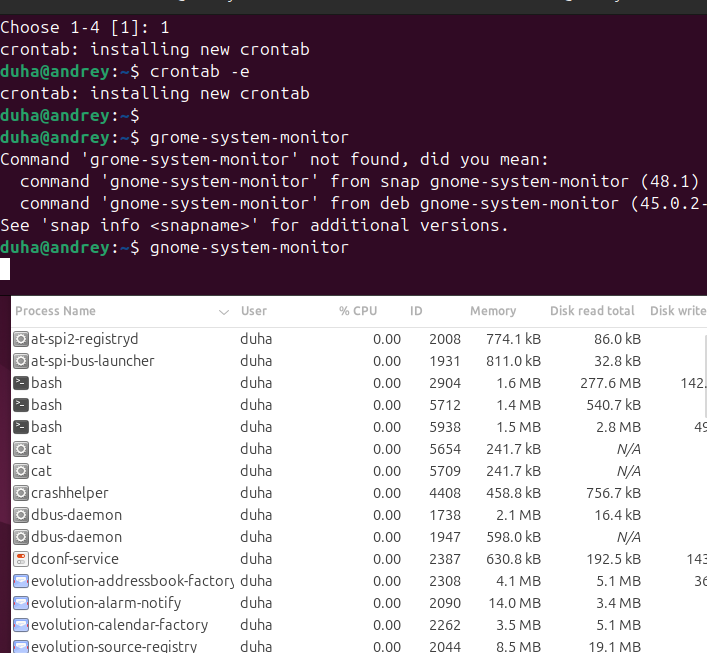 Choose 1-4 [1]: 1
crontab: installing new crontab
duha@andrey:~$ crontab -e
crontab: installing new crontab
duha@andrey:~$
duha@andrey:~$ grome-system-monitor
Command 'grome-system-monitor' not found, did you mean:
command 'gnome-system-monitor' from snap gnome-system-monitor (48.1)
command 'gnome-system-monitor' from deb gnome-system-monitor (45.0.2-
See 'snap info <snapname>' for additional versions.
duha@andrey:~$ gnome-system-monitor
Process Name User % CPU ID Memory Disk read total Disk write
at-spi2-registryd duha 0.00 2008 774.1 kB 86.0 kB
at-spi-bus-launcher duha 0.00 1931 811.0 kB 32.8 kB
bash duha 0.00 2904 1.6 MB 277.6 MB 142.
bash duha 0.00 5712 1.4 MB 540.7 kB
bash duha 0.00 5938 1.5 MB 2.8 MB 49
cat duha 0.00 5654 241.7 kB N/A
cat duha 0.00 5709 241.7 kB N/A
crashhelper duha 0.00 4408 458.8 kB 756.7 kB
dbus-daemon duha 0.00 1738 2.1 MB 16.4 kB
dbus-daemon duha 0.00 1947 598.0 kB N/A
dconf-service duha 0.00 2387 630.8 kB 192.5 kB 143
evolution-addressbook-factory duha 0.00 2308 4.1 MB 5.1 MB 36
evolution-alarm-notify duha 0.00 2090 14.0 MB 3.4 MB
evolution-calendar-factory duha 0.00 2262 3.5 MB 5.1 MB
evolution-source-registry duha 0.00 2044 8.5 MB 19.1 MB